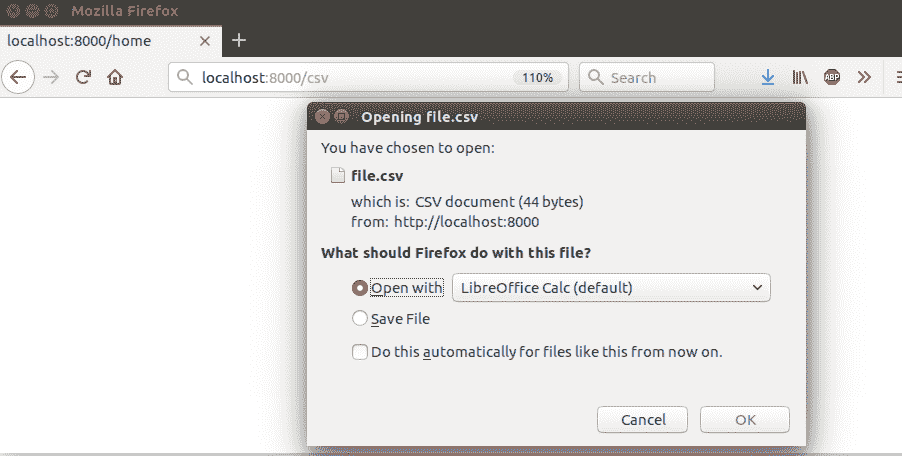 Mozilla Firefox
localhost:8000/home
localhost:8000/csv 110% Search ABP
Opening file.csv
You have chosen to open:
file.csv
which is: CSV document (44 bytes)
from: http://localhost:8000
What should Firefox do with this file?
Open with LibreOffice Calc (default)
Save File
Do this automatically for files like this from now on.
Cancel OK